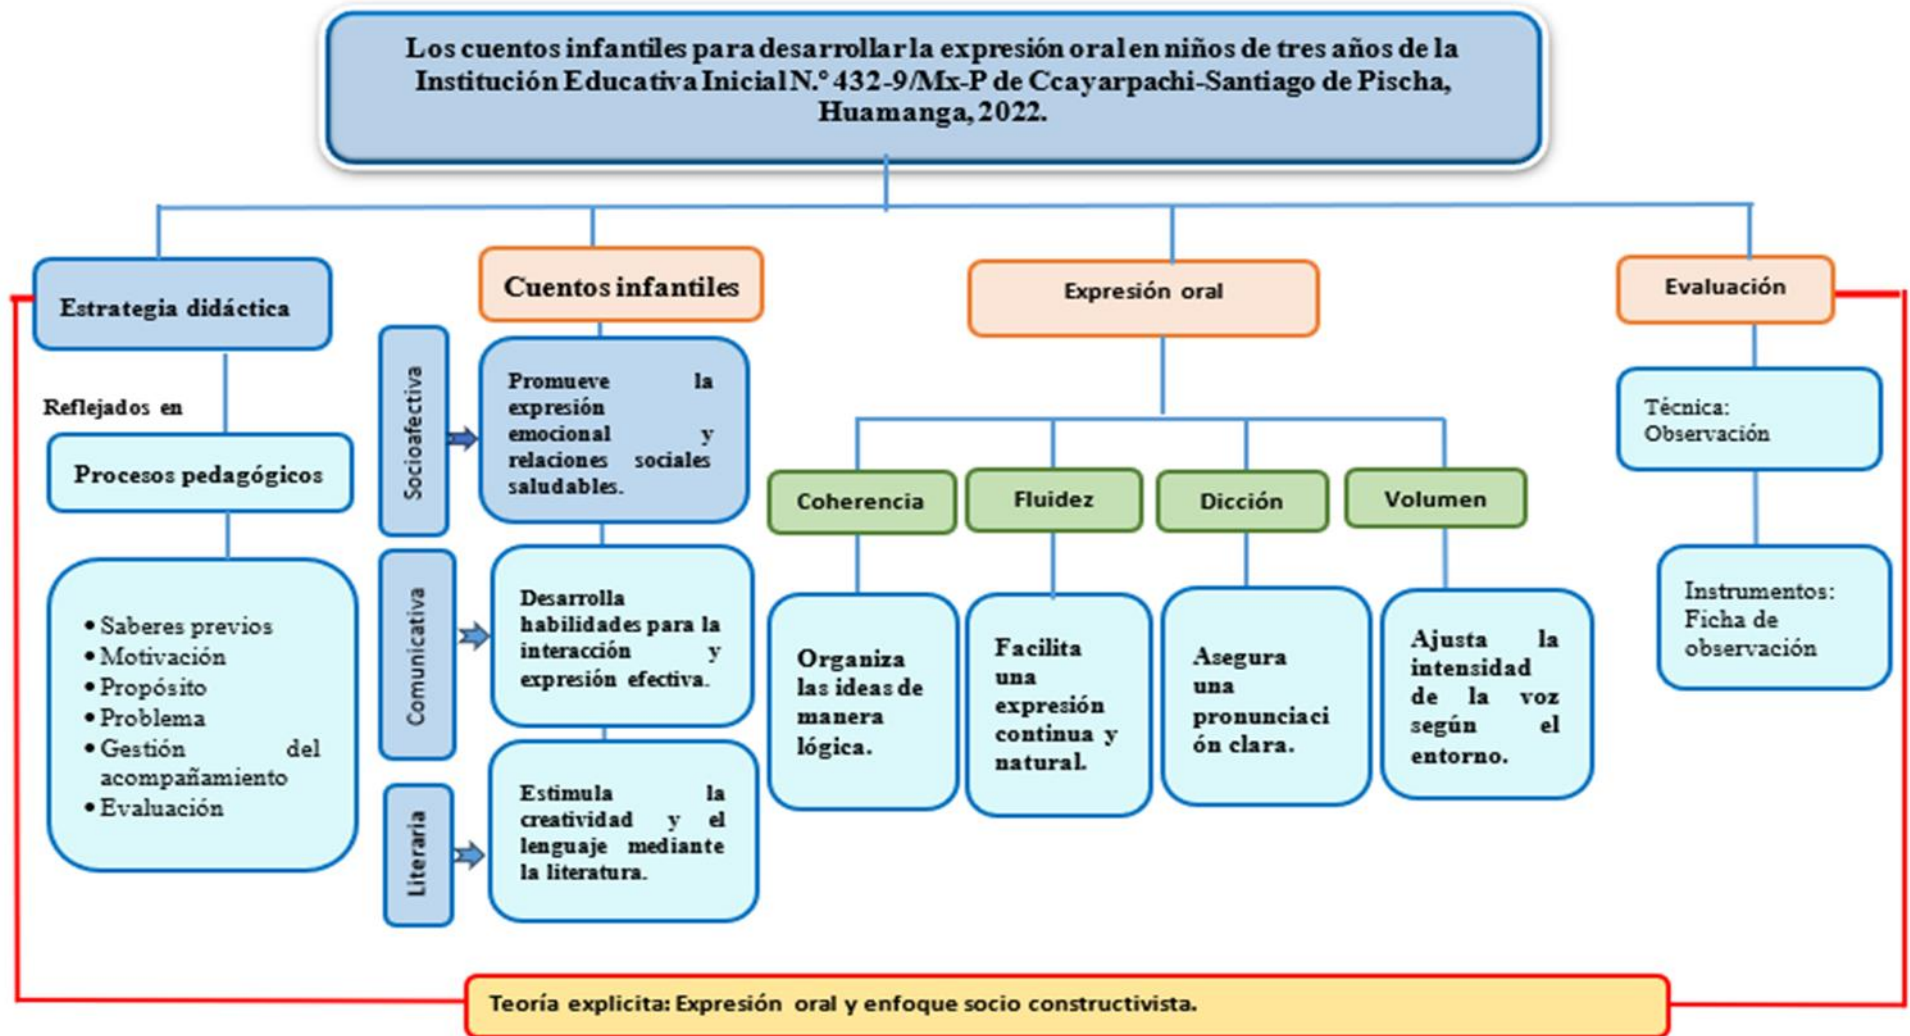 Los cuentos infantiles para desarrollar la expresión oral en niños de tres años de la
Institución Educativa Inicial N.° 432-9/Mx-P de Ccayarpachi-Santiago de Pischa,
Huamanga, 2022.
Estrategia didáctica
Reflejados en
Procesos pedagógicos
• Saberes previos
• Motivación
• Propósito
• Problema
• Gestión del
acompañamiento
• Evaluación
Cuentos infantiles
Socioafectiva
Promueve la
expresión
emocional y
relaciones sociales
saludables.
Comunicativa
Desarrolla
habilidades para la
interacción y
expresión efectiva.
Literaria
Estimula la
creatividad y el
lenguaje mediante
la literatura.
Expresión oral
Coherencia
Organiza
las ideas de
manera
lógica.
Fluidez
Facilita
una
expresión
continua y
natural.
Dicción
Asegura
una
pronunciaci
ón clara.
Volumen
Ajusta la
intensidad
de la voz
según el
entorno.
Evaluación
Técnica:
Observación
Instrumentos:
Ficha de
observación
Teoría explicita: Expresión oral y enfoque socio constructivista.